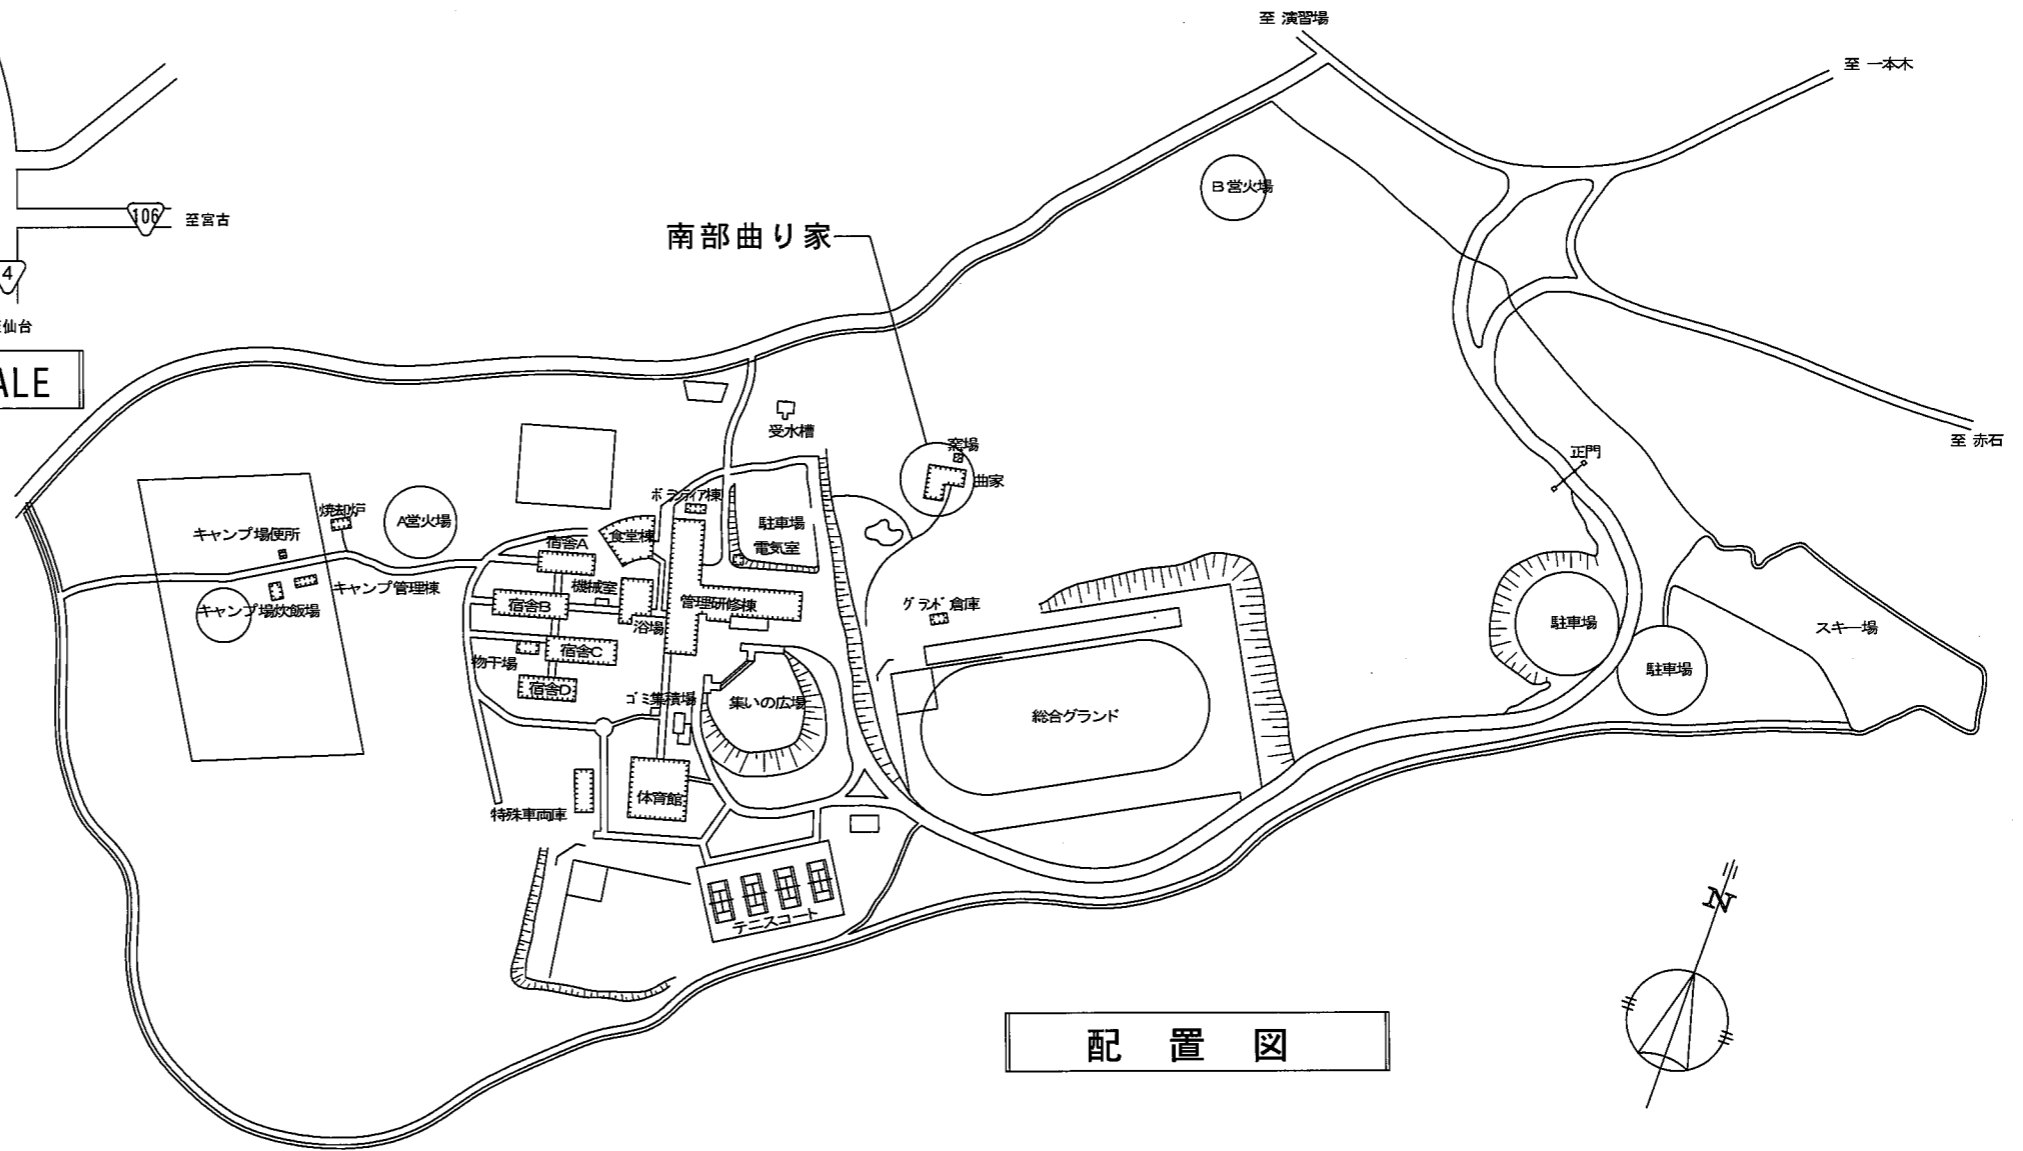 至 演習場
至 一本木
106
至宮古
4
仙台
ALE
B営火場
南部曲り家
至 赤石
受水槽
窯場
曲家
正門
ボランティア棟
焼却炉
A営火場
キャンプ場便所
宿舎A
食堂棟
駐車場
電気室
キャンプ管理棟
キャンプ場炊飯場
機械室
宿舎B
管理研修棟
グランド倉庫
浴場
宿舎C
物干場
宿舎D
ゴミ集積場
集いの広場
総合グランド
駐車場
駐車場
スキー場
特殊車両庫
体育館
テニスコート
N
配置図